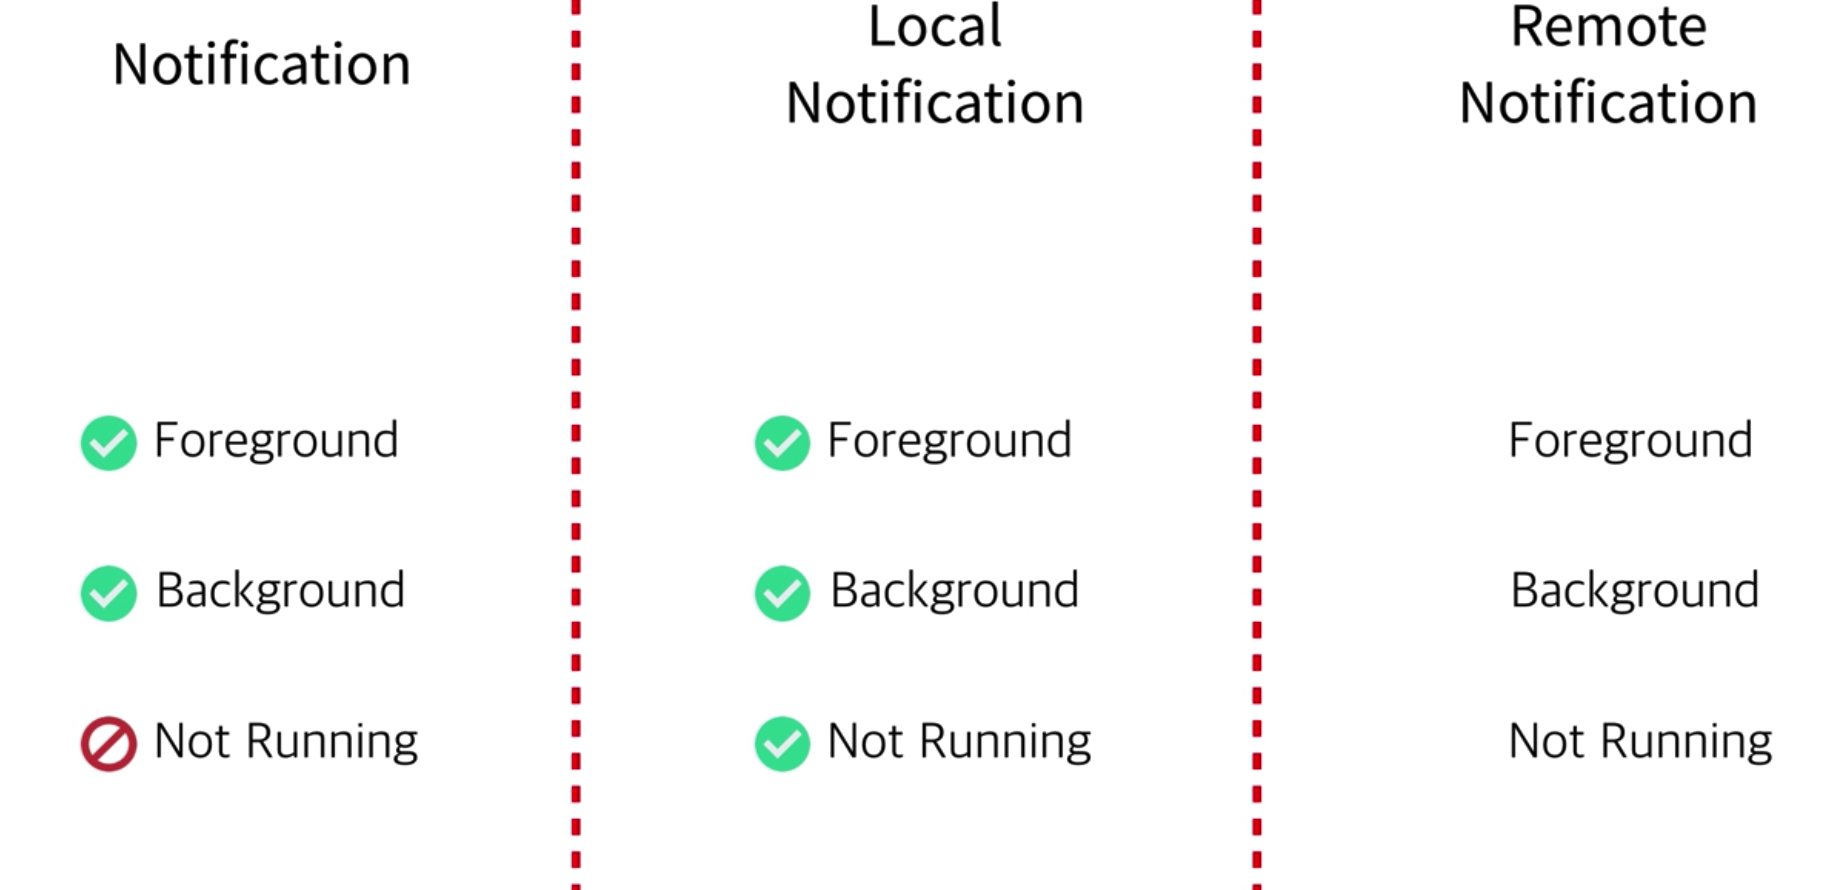 Notification
Foreground
Background
Not Running
Local
Notification
Foreground
Background
Not Running
Remote
Notification
Foreground
Background
Not Running